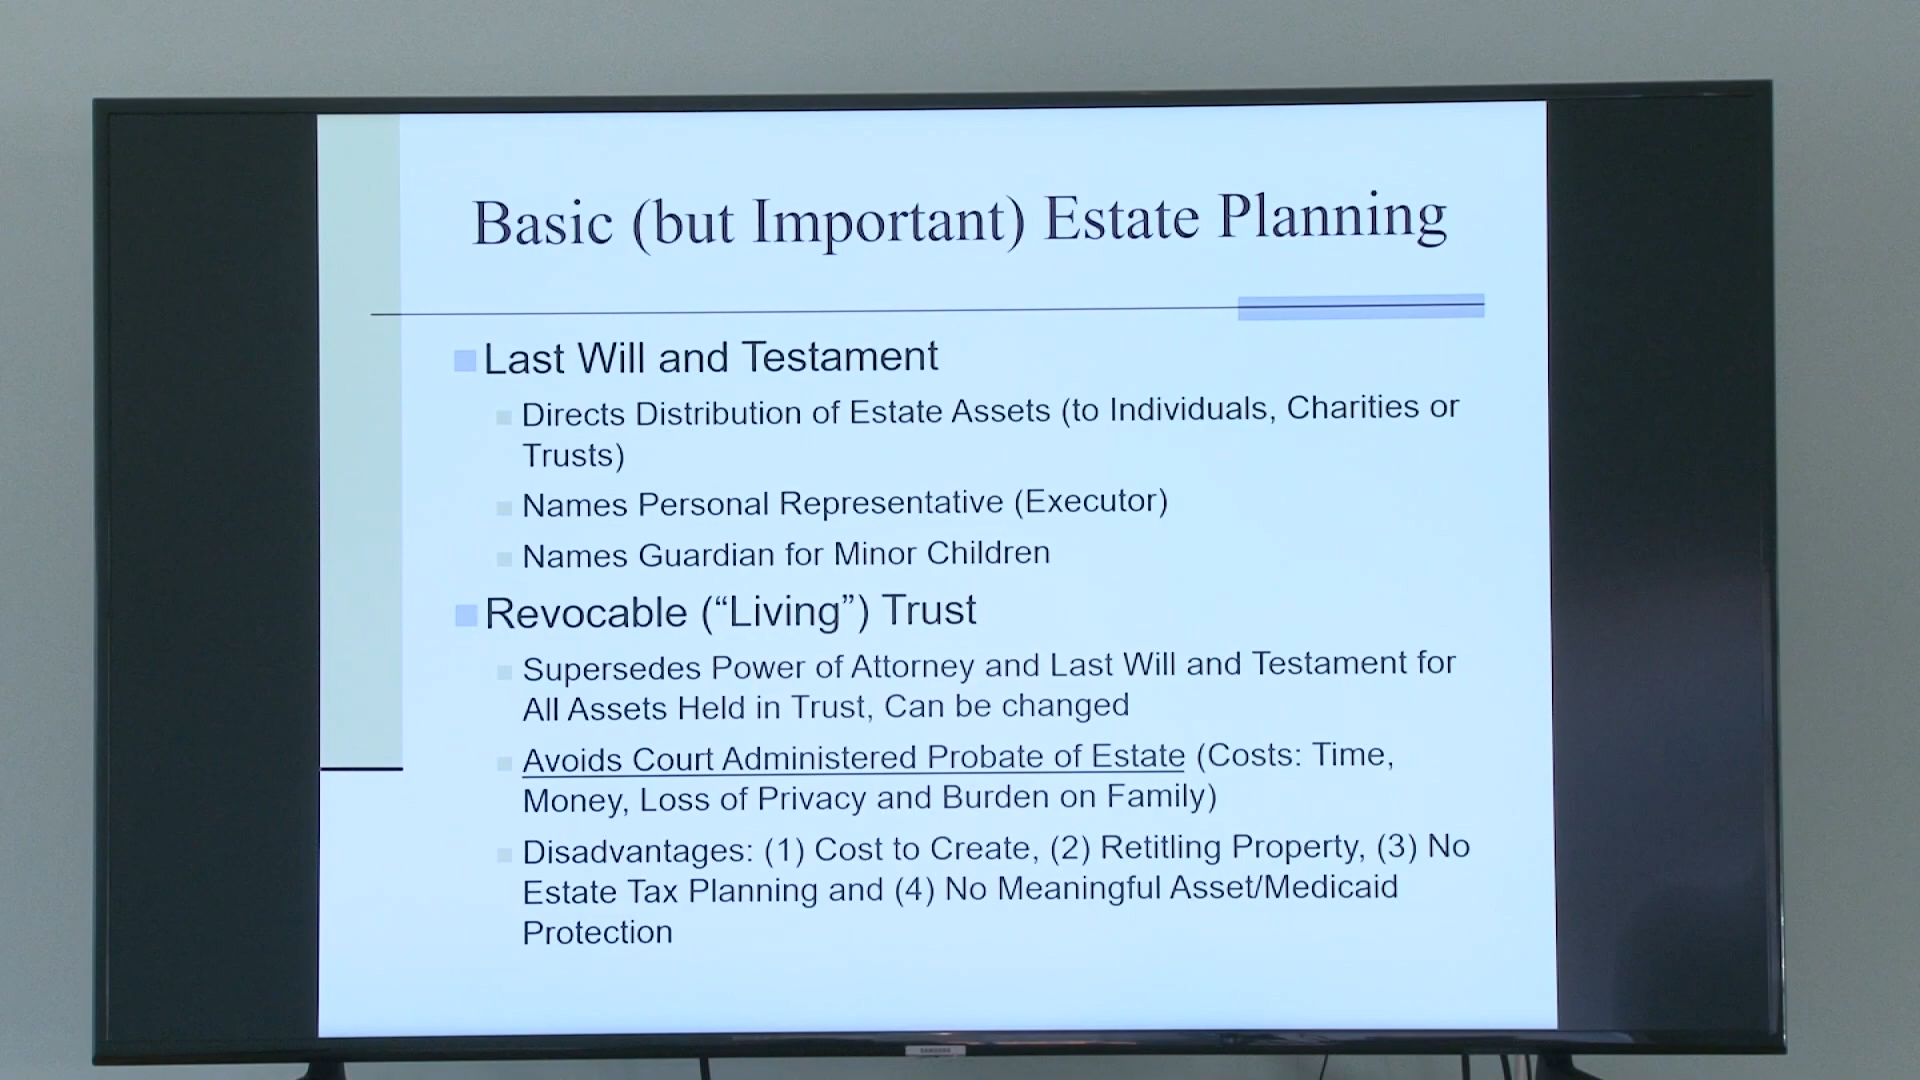 Basic (but Important) Estate Planning
Last Will and Testament
Directs Distribution of Estate Assets (to Individuals, Charities or
Trusts)
Names Personal Representative (Executor)
Names Guardian for Minor Children
Revocable (“Living”) Trust
Supersedes Power of Attorney and Last Will and Testament for
All Assets Held in Trust, Can be changed
Avoids Court Administered Probate of Estate (Costs: Time,
Money, Loss of Privacy and Burden on Family)
Disadvantages: (1) Cost to Create, (2) Retitling Property, (3) No
Estate Tax Planning and (4) No Meaningful Asset/Medicaid
Protection
SAMSUNG